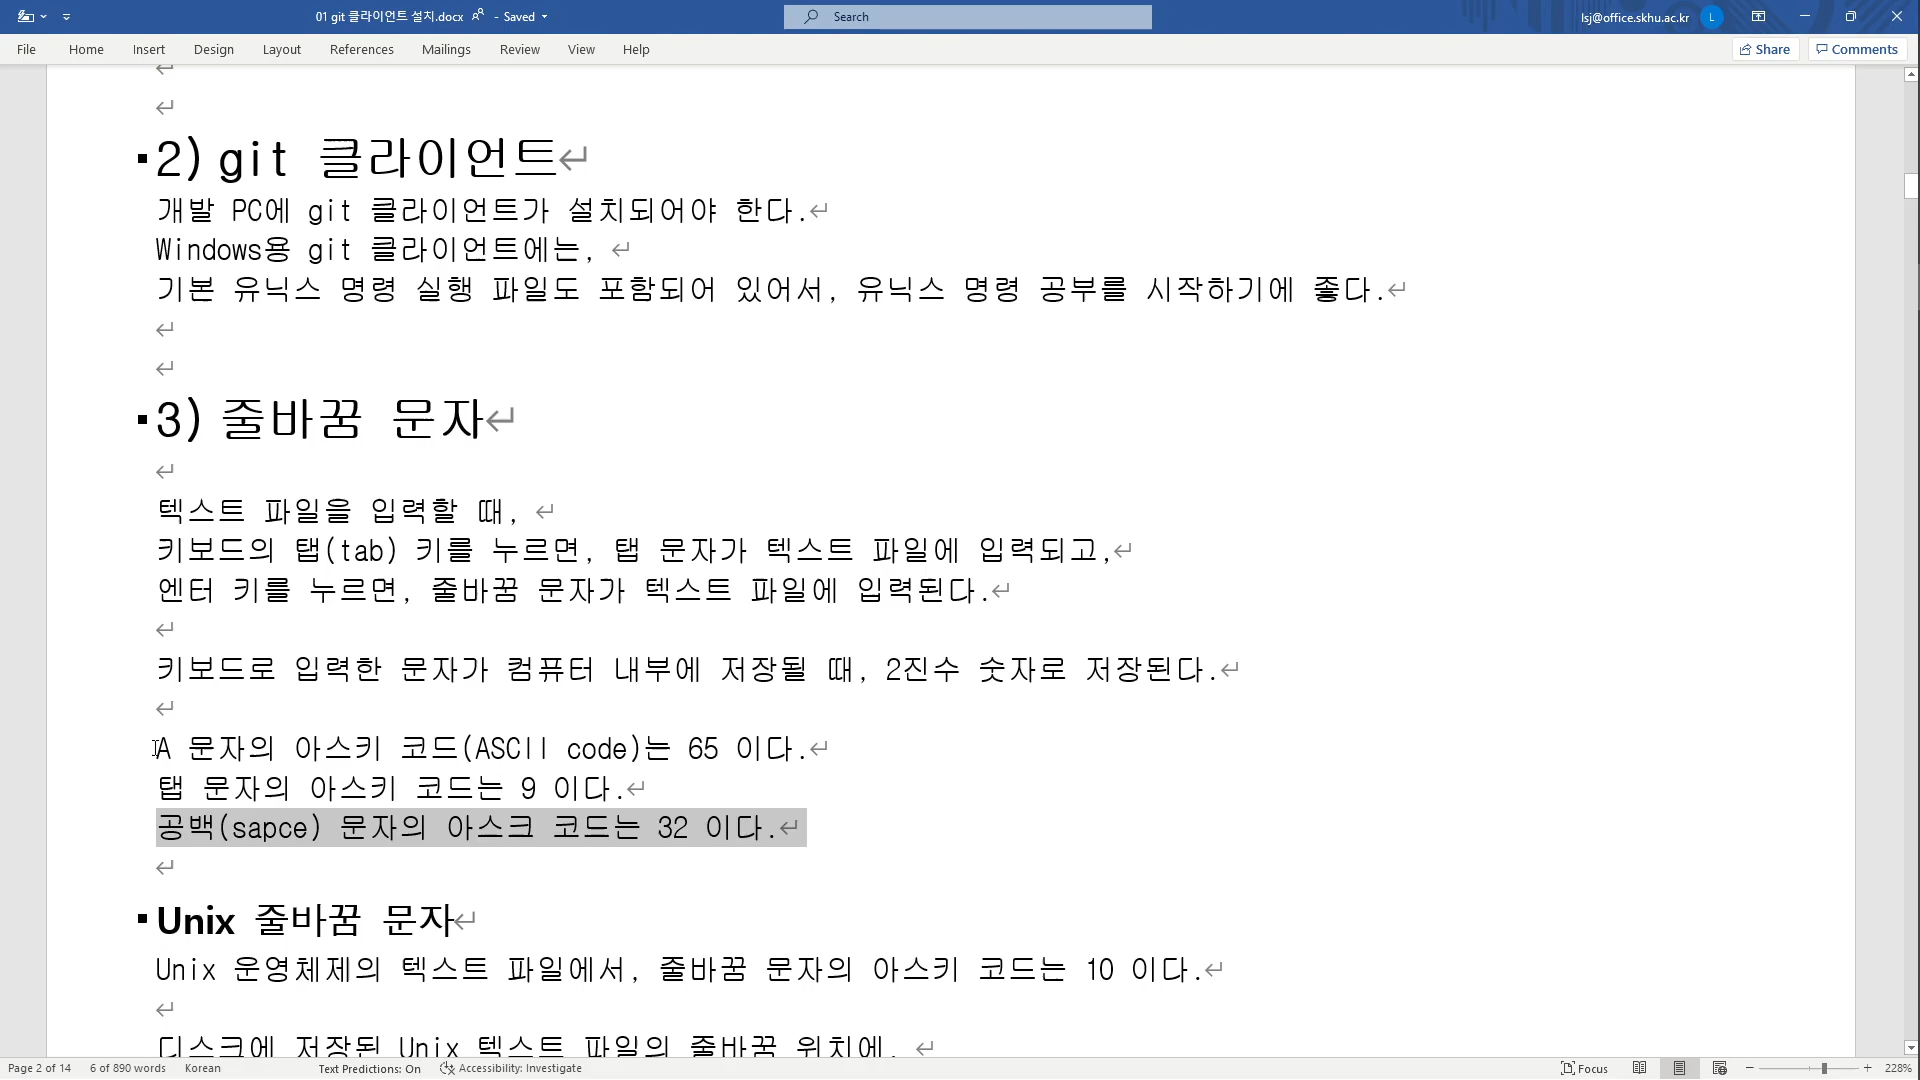 01 git 클라이언트 설치.docx - Saved
Search
lsj@office.skhu.ac.kr L
File Home Insert Design Layout References Mailings Review View Help Share Comments
2) git 클라이언트
개발 PC에 git 클라이언트가 설치되어야 한다.
Windows용 git 클라이언트에는,
기본 유닉스 명령 실행 파일도 포함되어 있어서, 유닉스 명령 공부를 시작하기에 좋다.
3) 줄바꿈 문자
텍스트 파일을 입력할 때,
키보드의 탭(tab) 키를 누르면, 탭 문자가 텍스트 파일에 입력되고,
엔터 키를 누르면, 줄바꿈 문자가 텍스트 파일에 입력된다.
키보드로 입력한 문자가 컴퓨터 내부에 저장될 때, 2진수 숫자로 저장된다.
A 문자의 아스키 코드(ASCII code)는 65 이다.
탭 문자의 아스키 코드는 9 이다.
공백(sapce) 문자의 아스크 코드는 32 이다.
Unix 줄바꿈 문자
Unix 운영체제의 텍스트 파일에서, 줄바꿈 문자의 아스키 코드는 10 이다.
디스크에 저장된 Unix 텍스트 파일의 줄바꿈 위치에,
Page 2 of 14 6 of 890 words Korean Text Predictions: On Accessibility: Investigate Focus 228%